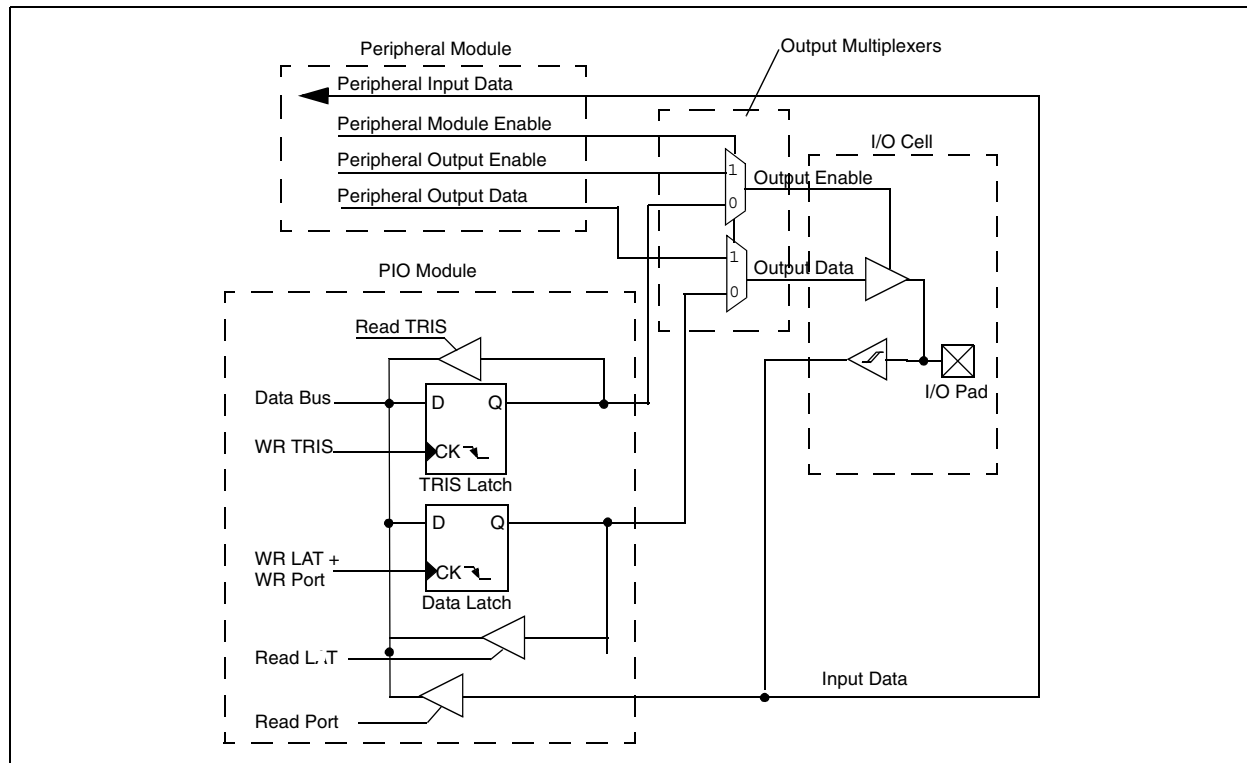 Output Multiplexers
Peripheral Module
Peripheral Input Data
Peripheral Module Enable
Peripheral Output Enable
Peripheral Output Data
I/O Cell
1
Output Enable
0
1
Output Data
0
PIO Module
Read TRIS
I/O Pad
Data Bus
D Q
WR TRIS
CK
TRIS Latch
D Q
WR LAT +
WR Port
CK
Data Latch
Read
Input Data
Read Port